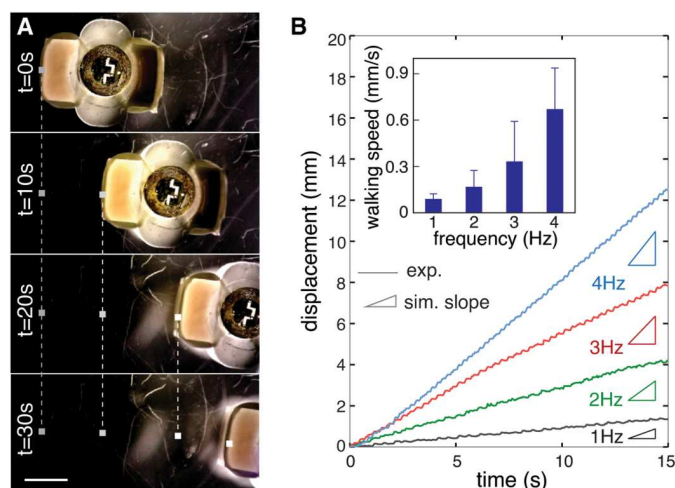 A
t=0s
t=10s
t=20s
t=30s
B
displacement (mm)
20
18
16
14
12
10
8
6
4
2
0
0
5
10
15
time (s)
walking speed (mm/s)
0.9
0.6
0.3
0
1 2 3 4
frequency (Hz)
exp.
sim. slope
4Hz
3Hz
2Hz
1Hz